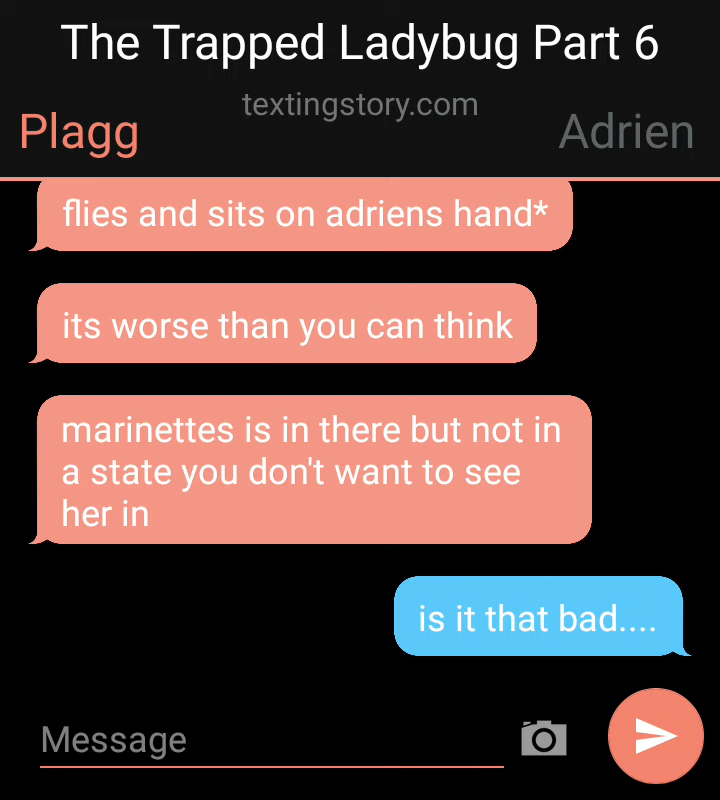 The Trapped Ladybug Part 6
textingstory.com
Plagg
Adrien
flies and sits on adriens hand*
its worse than you can think
marinettes is in there but not in
a state you don't want to see
her in
is it that bad....
Message